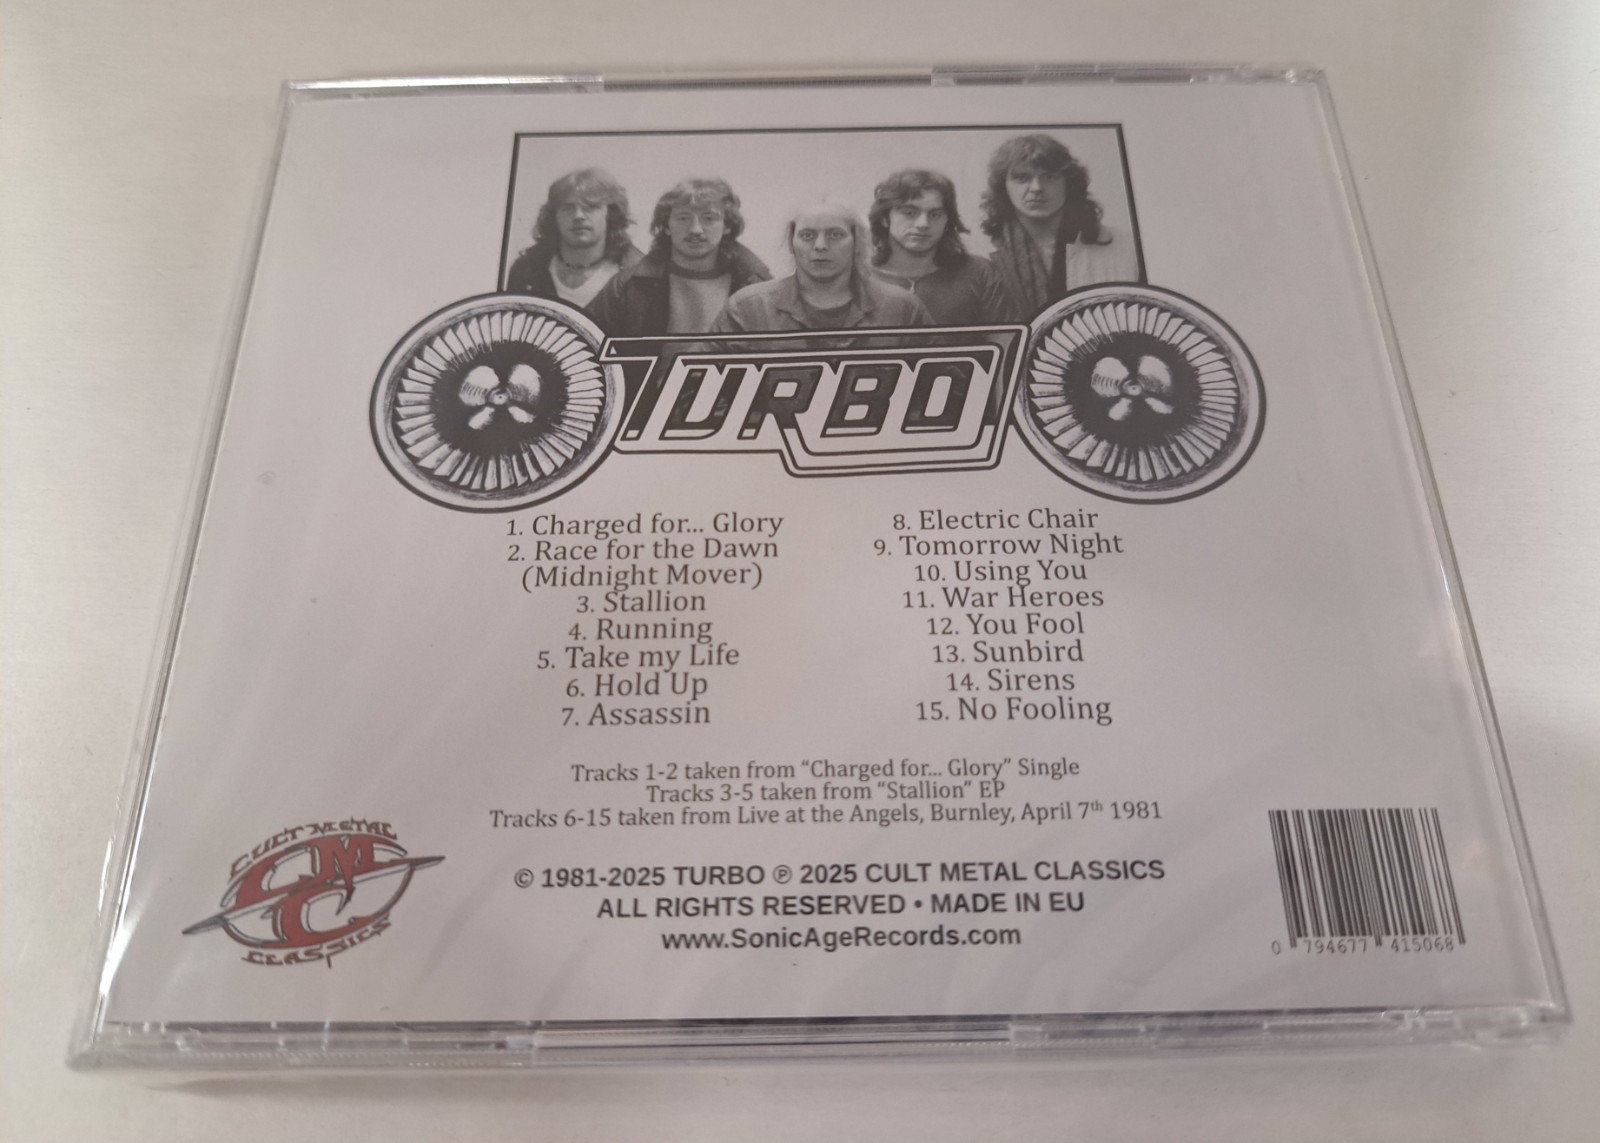 TURBO
1. Charged for... Glory
2. Race for the Dawn
(Midnight Mover)
3. Stallion
4. Running
5. Take my Life
6. Hold Up
7. Assassin
8. Electric Chair
9. Tomorrow Night
10. Using You
11. War Heroes
12. You Fool
13. Sunbird
14. Sirens
15. No Fooling
Tracks 1-2 taken from “Charged for... Glory” Single
Tracks 3-5 taken from “Stallion” EP
Tracks 6-15 taken from Live at the Angels, Burnley, April 7th 1981
CULT METAL
CMC
CLASSICS
© 1981-2025 TURBO ℗ 2025 CULT METAL CLASSICS
ALL RIGHTS RESERVED • MADE IN EU
www.SonicAgeRecords.com
0 794677 415068